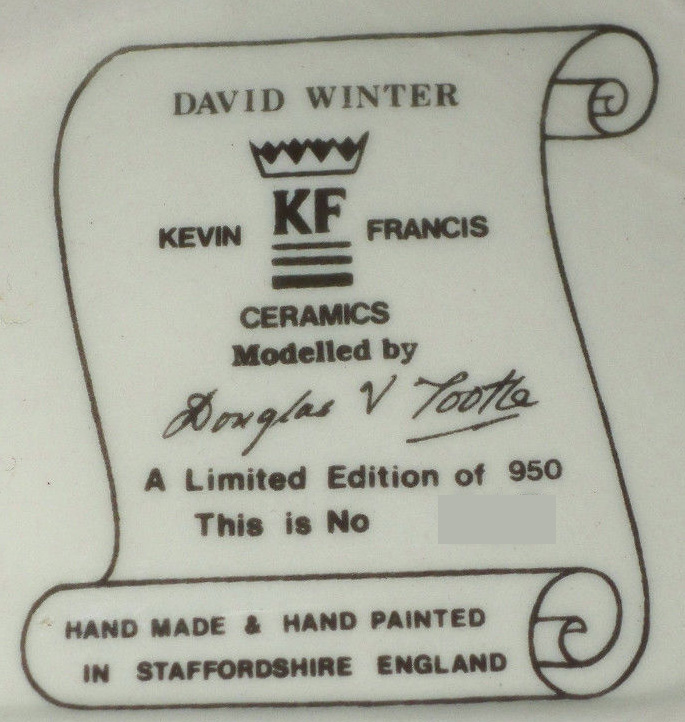 DAVID WINTER
KF
KEVIN FRANCIS
CERAMICS
Modelled by
Douglas V Tootle
A Limited Edition of 950
This is No
HAND MADE & HAND PAINTED
IN STAFFORDSHIRE ENGLAND